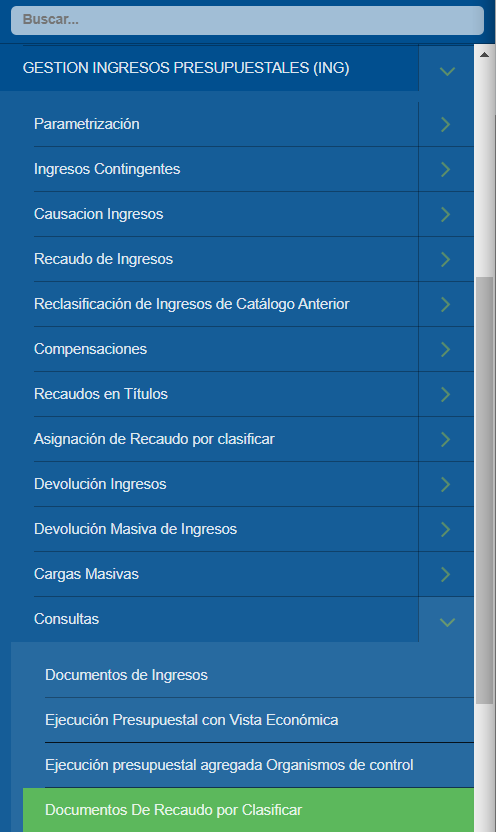 Buscar...
GESTION INGRESOS PRESUPUESTALES (ING)
Parametrización
Ingresos Contingentes
Causacion Ingresos
Recaudo de Ingresos
Reclasificación de Ingresos de Catálogo Anterior
Compensaciones
Recaudos en Títulos
Asignación de Recaudo por clasificar
Devolución Ingresos
Devolución Masiva de Ingresos
Cargas Masivas
Consultas
Documentos de Ingresos
Ejecución Presupuestal con Vista Económica
Ejecución presupuestal agregada Organismos de control
Documentos De Recaudo por Clasificar